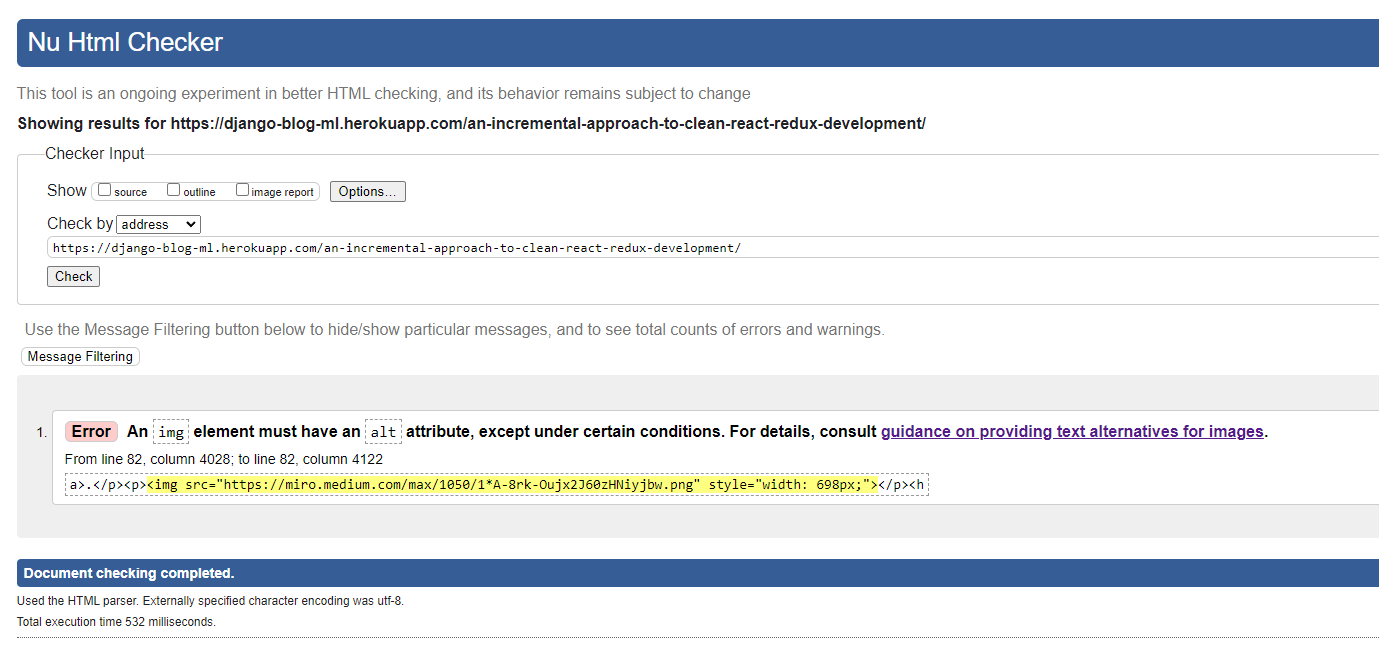 Nu Html Checker
This tool is an ongoing experiment in better HTML checking, and its behavior remains subject to change
Showing results for https://django-blog-ml.herokuapp.com/an-incremental-approach-to-clean-react-redux-development/
Checker Input
Show source outline image report Options...
Check by address
https://django-blog-ml.herokuapp.com/an-incremental-approach-to-clean-react-redux-development/
Check
Use the Message Filtering button below to hide/show particular messages, and to see total counts of errors and warnings.
Message Filtering
1. Error An img element must have an alt attribute, except under certain conditions. For details, consult guidance on providing text alternatives for images.
From line 82, column 4028; to line 82, column 4122
a>.</p><p><img src="https://miro.medium.com/max/1050/1*A-8rk-Oujx2J60zHNiyjbw.png" style="width: 698px;"></p><h
Document checking completed.
Used the HTML parser. Externally specified character encoding was utf-8.
Total execution time 532 milliseconds.